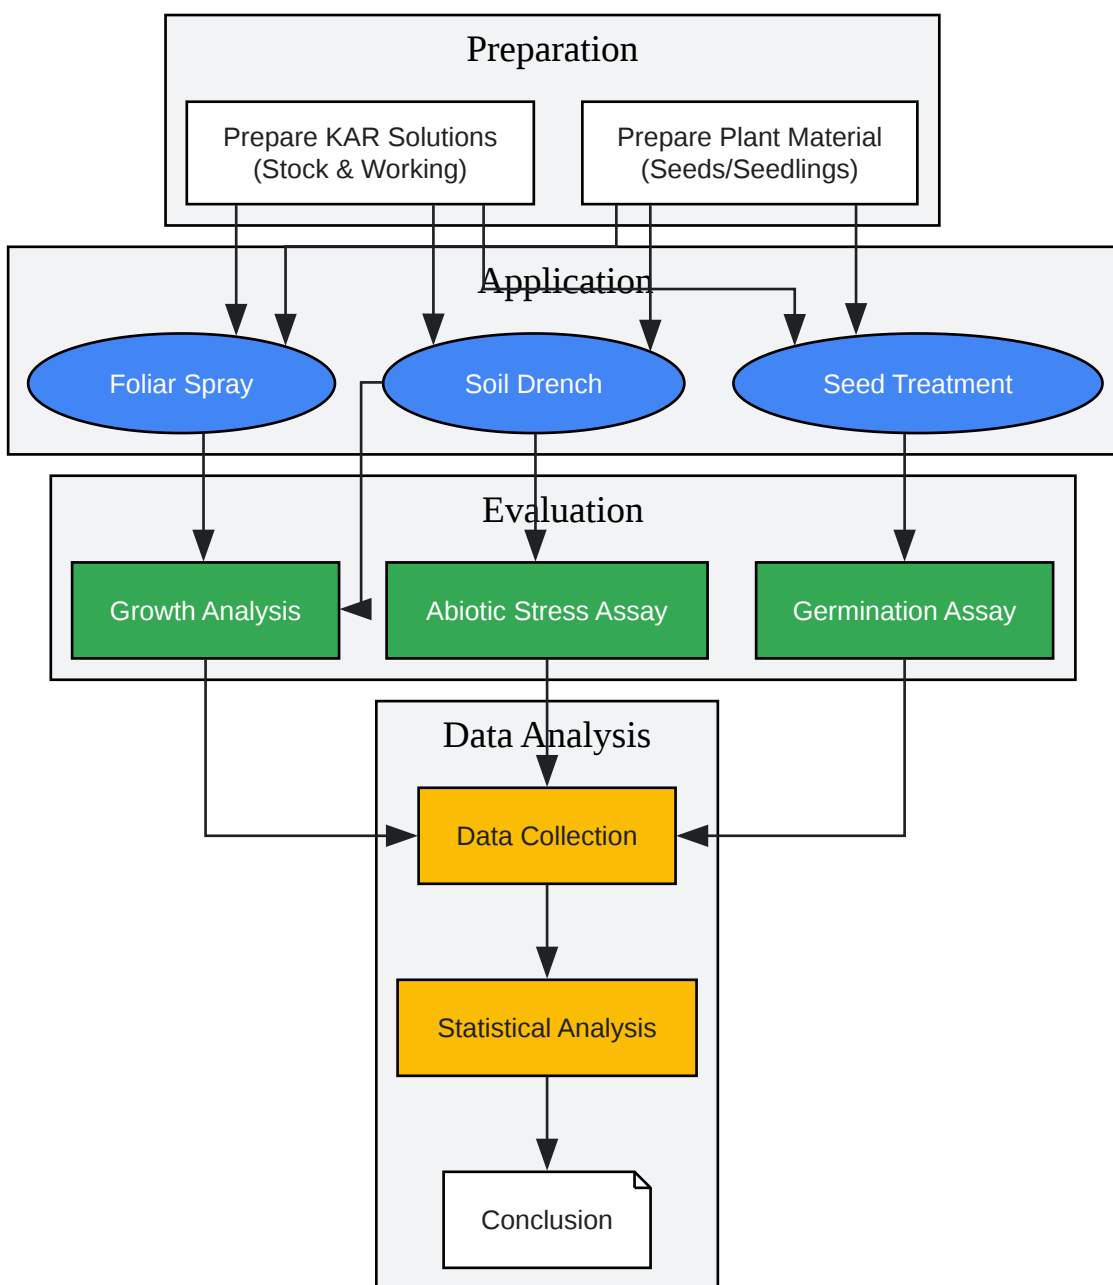 Preparation
Prepare KAR Solutions
(Stock & Working)
Prepare Plant Material
(Seeds/Seedlings)
Application
Foliar Spray
Soil Drench
Seed Treatment
Evaluation
Growth Analysis
Abiotic Stress Assay
Germination Assay
Data Analysis
Data Collection
Statistical Analysis
Conclusion